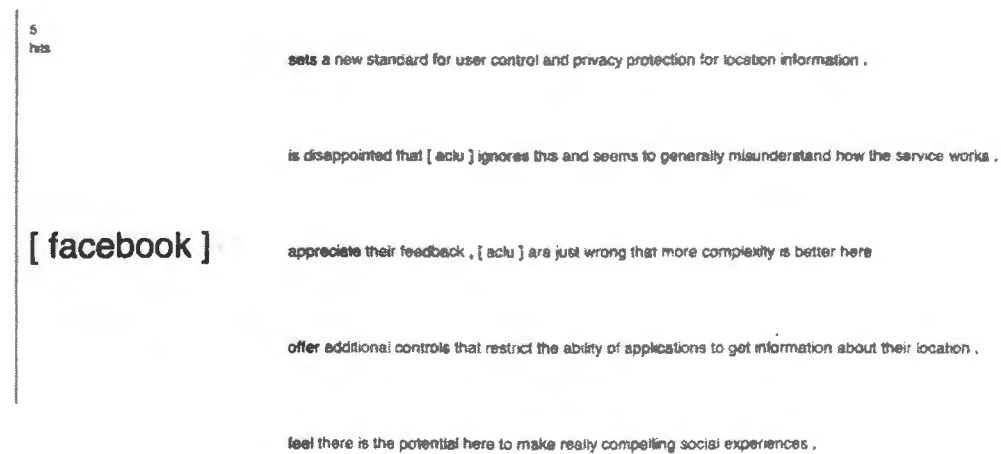 5
hits
sets a new standard for user control and privacy protection for location information .
is disappointed that [ aclu ] ignores this and seems to generally misunderstand how the service works .
[ facebook ]
appreciate their feedback , [ aclu ] are just wrong that more complexity is better here
offer additional controls that restrict the ability of applications to get information about their location .
feel there is the potential here to make really compelling social experiences .